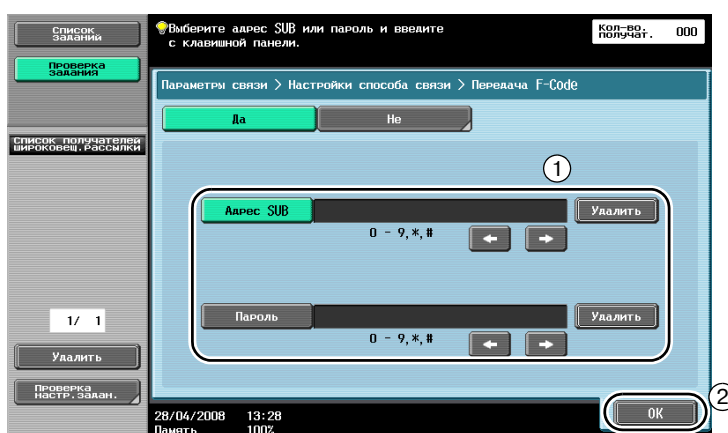 Список
заданий
Проверка
задания
Список получателей
широковещ.рассылки
1/ 1
Удалить
Проверка
настр.задан.
Выберите адрес SUB или пароль и введите
с клавишной панели.
Кол-во.
получат. 000
Параметры связи > Настройки способа связи > Передача F-Code
Да Не
1
Адрес SUB Удалить
0 - 9,*,#
Пароль Удалить
0 - 9,*,#
2
OK
28/04/2008 13:28
Память 100%